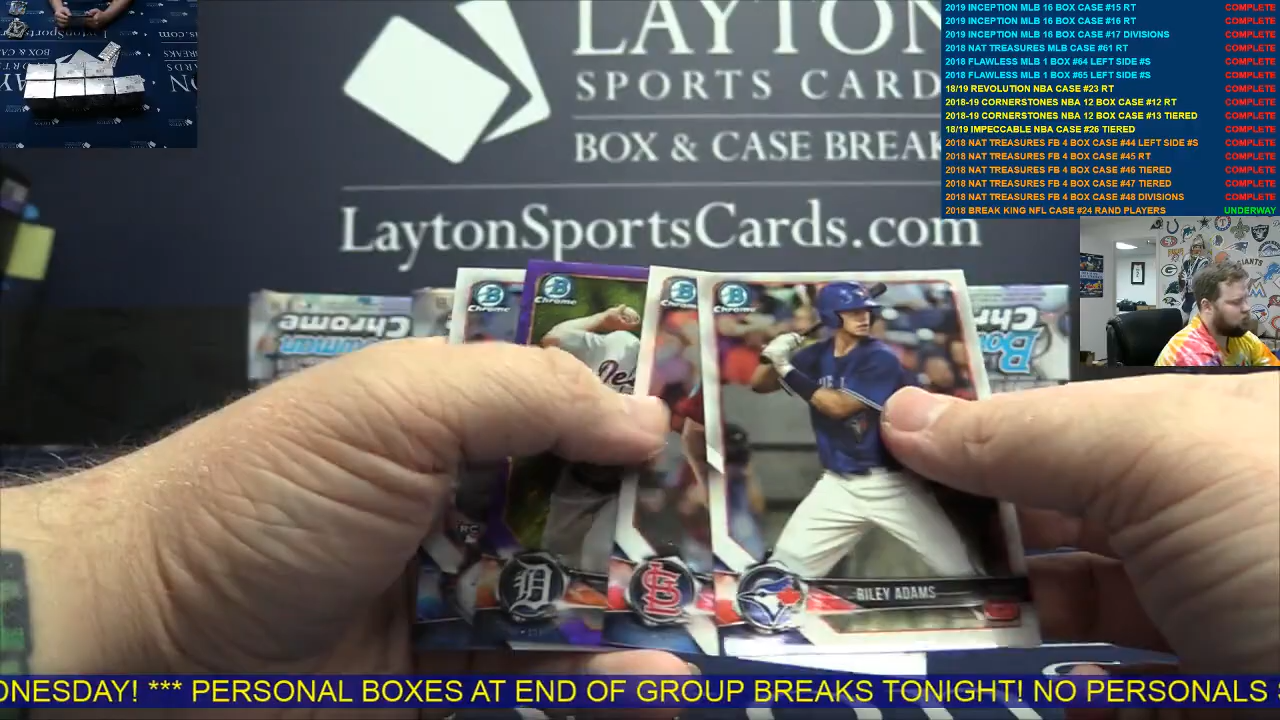 LAYTON
SPORTS CARD
BOX & CASE BREAK
LaytonSportsCards.com
2019 INCEPTION MLB 16 BOX CASE #15 RT COMPLETE
2019 INCEPTION MLB 16 BOX CASE #16 RT COMPLETE
2019 INCEPTION MLB 16 BOX CASE #17 DIVISIONS COMPLETE
2018 NAT TREASURES MLB CASE #61 RT COMPLETE
2018 FLAWLESS MLB 1 BOX #64 LEFT SIDE #S COMPLETE
2018 FLAWLESS MLB 1 BOX #65 LEFT SIDE #S COMPLETE
18/19 REVOLUTION NBA CASE #23 RT COMPLETE
2018-19 CORNERSTONES NBA 12 BOX CASE #12 RT COMPLETE
2018-19 CORNERSTONES NBA 12 BOX CASE #13 TIERED COMPLETE
18/19 IMPECCABLE NBA CASE #26 TIERED COMPLETE
2018 NAT TREASURES FB 4 BOX CASE #44 LEFT SIDE #S COMPLETE
2018 NAT TREASURES FB 4 BOX CASE #45 RT COMPLETE
2018 NAT TREASURES FB 4 BOX CASE #46 TIERED COMPLETE
2018 NAT TREASURES FB 4 BOX CASE #47 TIERED COMPLETE
2018 NAT TREASURES FB 4 BOX CASE #48 DIVISIONS COMPLETE
2018 BREAK KING NFL CASE #24 RAND PLAYERS UNDERWAY
Chrome
Bowman
Chrome
Bo
B Chrome
B Chrome
B Chrome
B Chrome
RC
D
RILEY ADAMS
DNESDAY! *** PERSONAL BOXES AT END OF GROUP BREAKS TONIGHT! NO PERSONALS